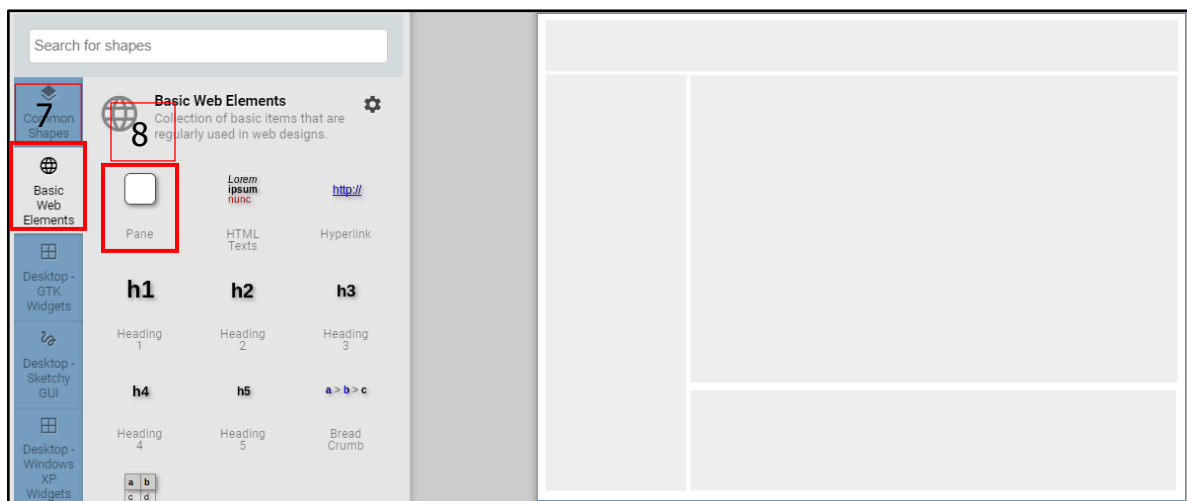 Search for shapes
7
Common
Shapes
Basic
Web
Elements
Desktop -
GTK
Widgets
Desktop -
Sketchy
GUI
Desktop -
Windows
XP
Widgets
Basic Web Elements
Collection of basic items that are
regularly used in web designs.
8
Pane
Lorem
ipsum
nunc
HTML
Texts
http://
Hyperlink
h1
Heading
1
h2
Heading
2
h3
Heading
3
h4
Heading
4
h5
Heading
5
a > b > c
Bread
Crumb
a b
c d